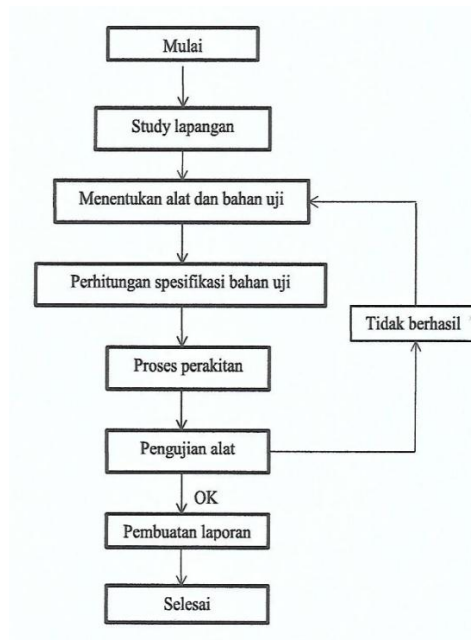 Mulai
Study lapangan
Menentukan alat dan bahan uji
Perhitungan spesifikasi bahan uji
Tidak berhasil
Proses perakitan
Pengujian alat
OK
Pembuatan laporan
Selesai